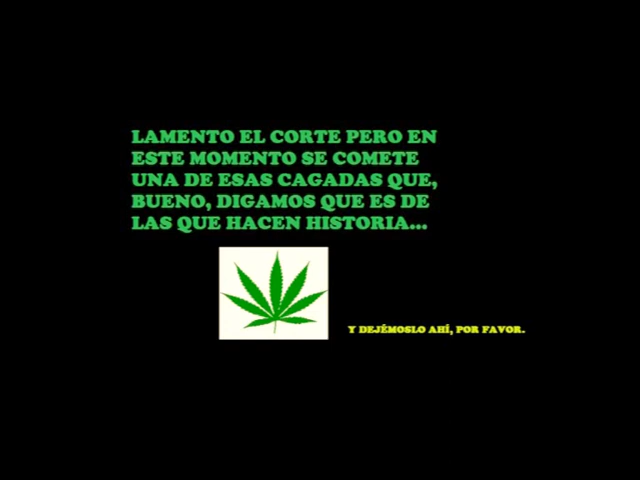 LAMENTO EL CORTE PERO EN
ESTE MOMENTO SE COMETE
UNA DE ESAS CAGADAS QUE,
BUENO, DIGAMOS QUE ES DE
LAS QUE HACEN HISTORIA...
Y DEJÉMOSLO AHÍ, POR FAVOR.